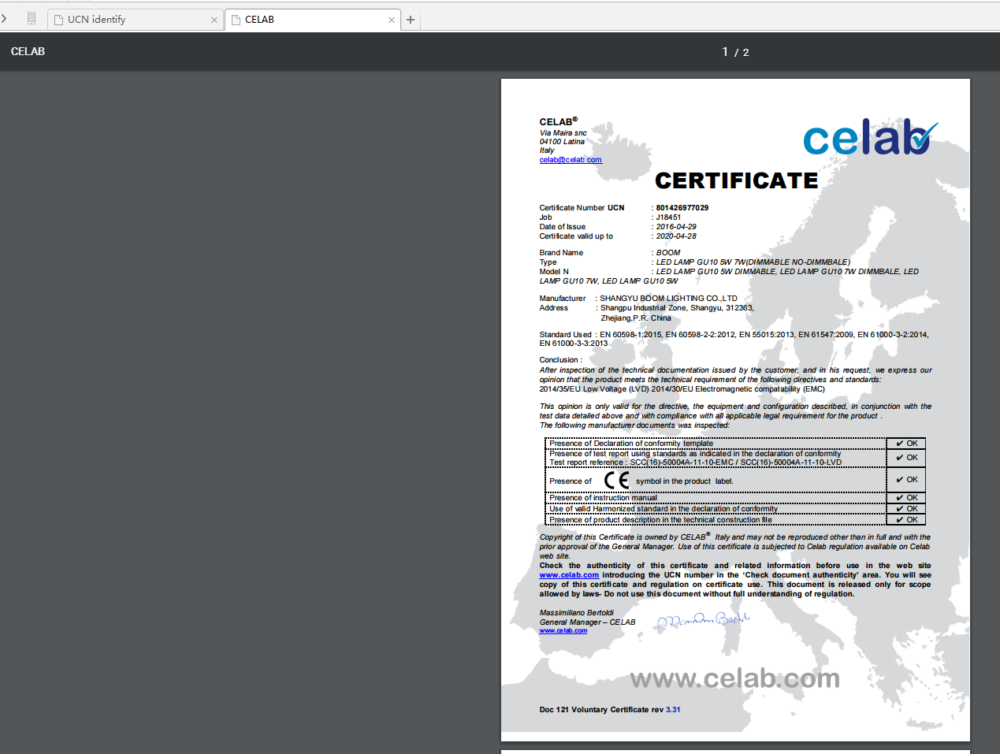 UCN identify
CELAB
CELAB
1 / 2
CELAB®
Via Maira snc
04100 Latina
Italy
celab@celab.com
celab
CERTIFICATE
Certificate Number UCN : 801426977029
Job : J18451
Date of Issue : 2016-04-29
Certificate valid up to : 2020-04-28
Brand Name : BOOM
Type : LED LAMP GU10 5W 7W(DIMMABLE NO-DIMMBALE)
Model N : LED LAMP GU10 5W DIMMABLE, LED LAMP GU10 7W DIMMBALE, LED
LAMP GU10 7W, LED LAMP GU10 5W
Manufacturer : SHANGYU BOOM LIGHTING CO.,LTD
Address : Shangpu Industrial Zone, Shangyu, 312363,
Zhejiang,P.R. China
Standard Used : EN 60598-1:2015, EN 60598-2-2:2012, EN 55015:2013, EN 61547:2009, EN 61000-3-2:2014,
EN 61000-3-3:2013
Conclusion :
After inspection of the technical documentation issued by the customer, and in his request, we express our
opinion that the product meets the technical requirement of the following directives and standards:
2014/35/EU Low Voltage (LVD) 2014/30/EU Electromagnetic compatability (EMC)
This opinion is only valid for the directive, the equipment and configuration described, in conjunction with the
test data detailed above and with compliance with all applicable legal requirement for the product .
The following manufacturer documents was inspected:
Presence of Declaration of conformity template ✔ OK
Presence of test report using standards as indicated in the declaration of conformity
Test report reference : SCC(16)-50004A-11-10-EMC / SCC(16)-50004A-11-10-LVD ✔ OK
Presence of CE symbol in the product label. ✔ OK
Presence of instruction manual ✔ OK
Use of valid Harmonized standard in the declaration of conformity ✔ OK
Presence of product description in the technical construction file ✔ OK
Copyright of this Certificate is owned by CELAB® Italy and may not be reproduced other than in full and with the
prior approval of the General Manager. Use of this certificate is subjected to Celab regulation available on Celab
web site.
Check the authenticity of this certificate and related information before use in the web site
www.celab.com introducing the UCN number in the ‘Check document authenticity’ area. You will see
copy of this certificate and regulation on certificate use. This document is released only for scope
allowed by laws- Do not use this document without full understanding of regulation.
Massimiliano Bertoldi
General Manager – CELAB
www.celab.com
www.celab.com
Doc 121 Voluntary Certificate rev 3.31